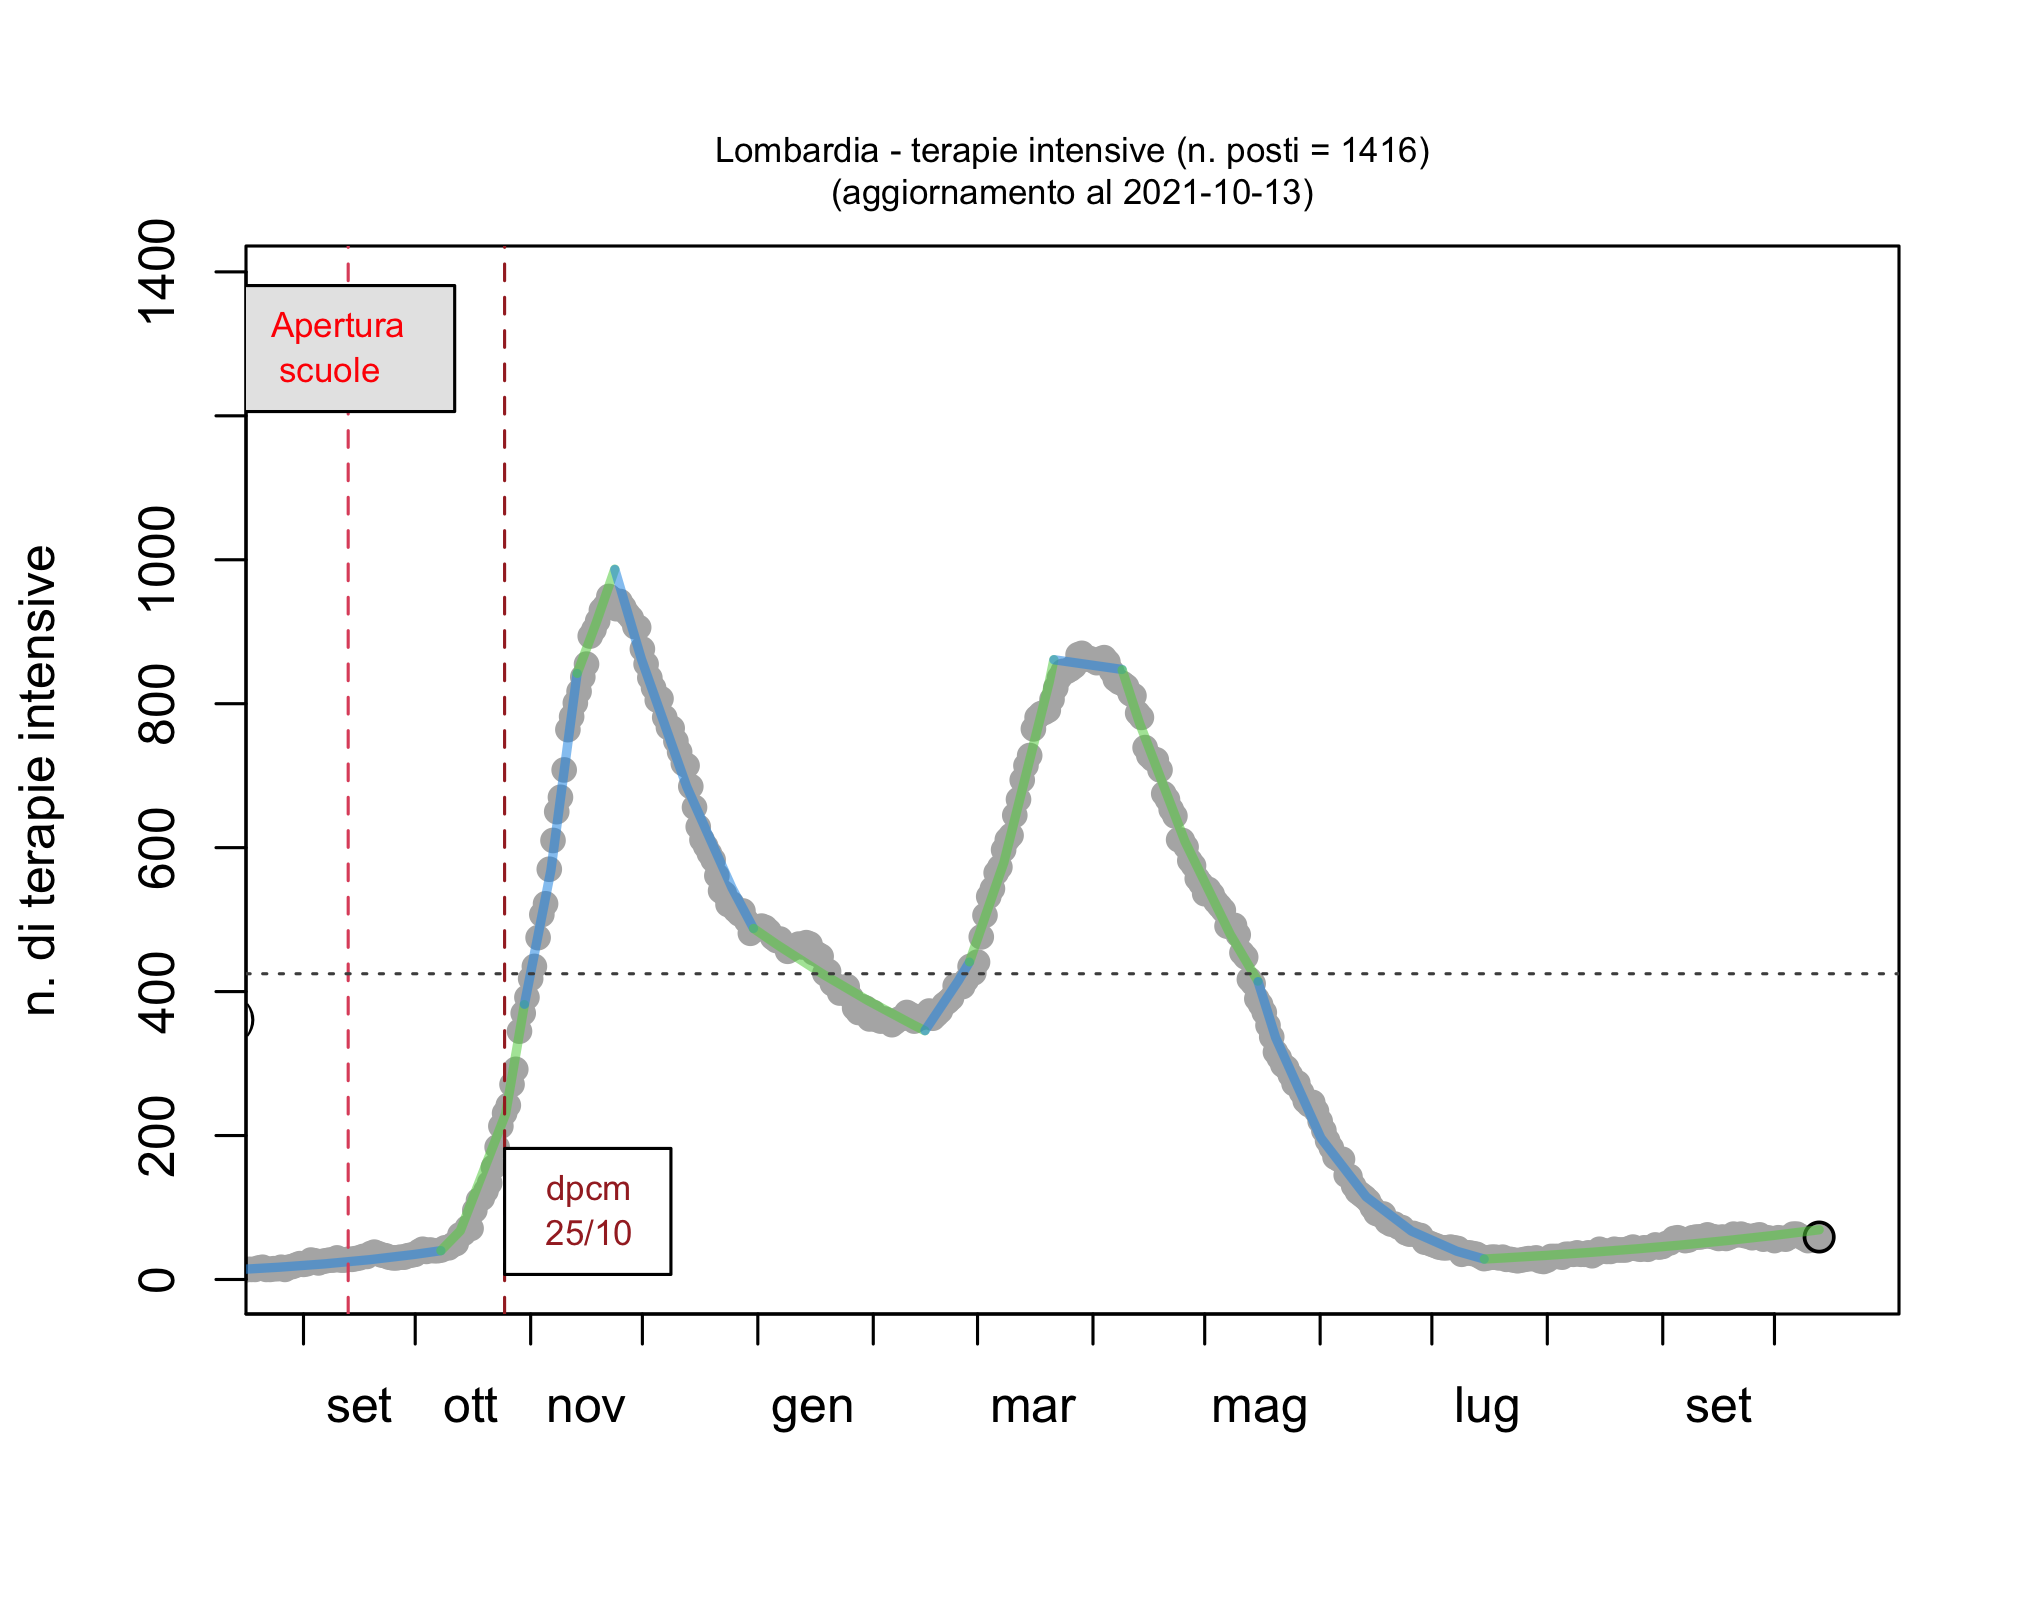 Lombardia - terapie intensive (n. posti = 1416)
(aggiornamento al 2021-10-13)
n. di terapie intensive
1400
1000
800
600
400
200
0
Apertura
scuole
dpcm
25/10
set ott nov gen mar mag lug set